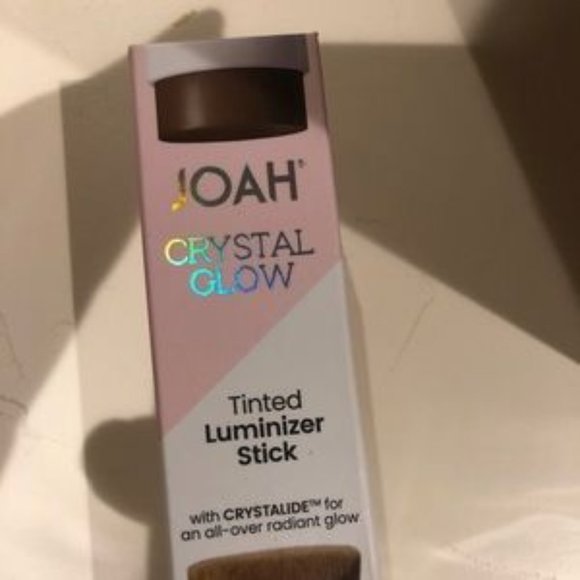 JOAH®
CRYSTAL
GLOW
Tinted
Luminizer
Stick
with CRYSTALIDE™ for
an all-over radiant glow